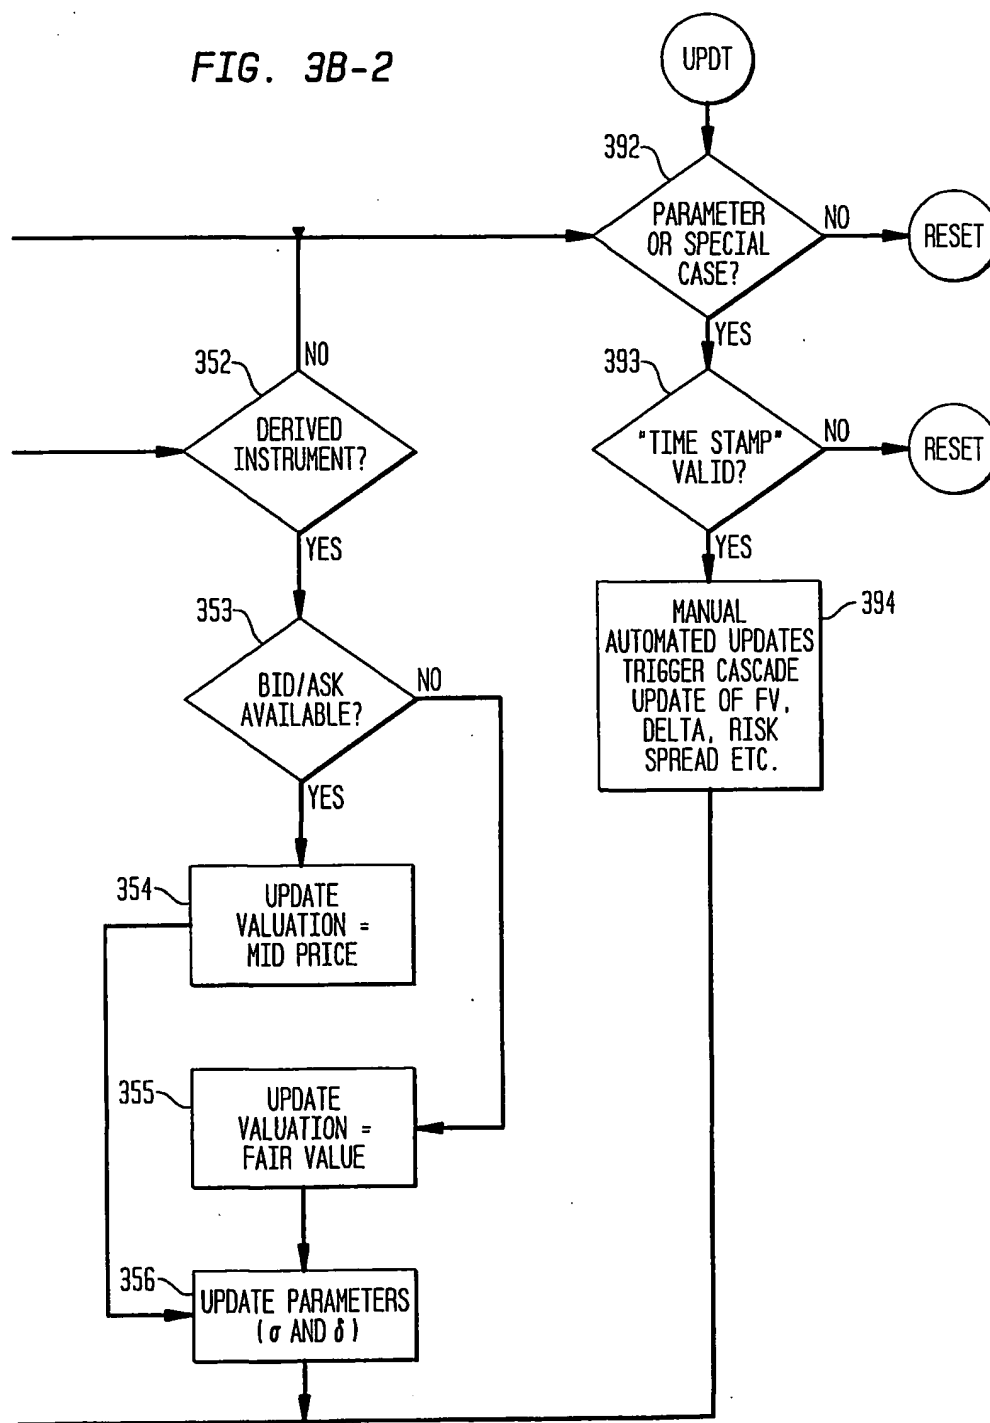 FIG. 3B-2
UPDT
392
PARAMETER
OR SPECIAL
CASE?
NO
RESET
YES
393
"TIME STAMP"
VALID?
NO
RESET
YES
394
MANUAL
AUTOMATED UPDATES
TRIGGER CASCADE
UPDATE OF FV,
DELTA, RISK
SPREAD ETC.
NO
352
DERIVED
INSTRUMENT?
YES
353
BID/ASK
AVAILABLE?
NO
YES
354
UPDATE
VALUATION =
MID PRICE
355
UPDATE
VALUATION =
FAIR VALUE
356
UPDATE PARAMETERS
(σ AND δ)